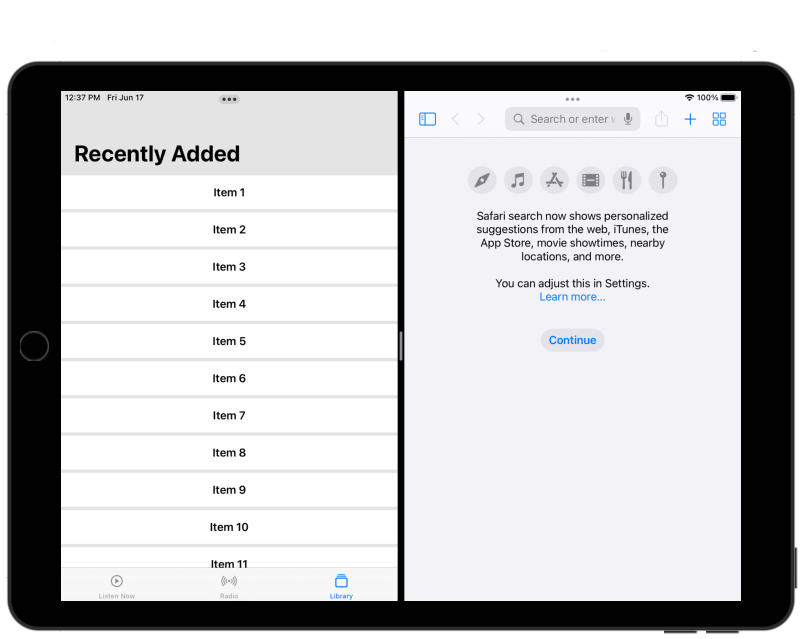 12:37 PM Fri Jun 17
Recently Added
Item 1
Item 2
Item 3
Item 4
Item 5
Item 6
Item 7
Item 8
Item 9
Item 10
Item 11
Listen Now
Radio
Library
100%
Search or enter
Safari search now shows personalized
suggestions from the web, iTunes, the
App Store, movie showtimes, nearby
locations, and more.
You can adjust this in Settings.
Learn more...
Continue